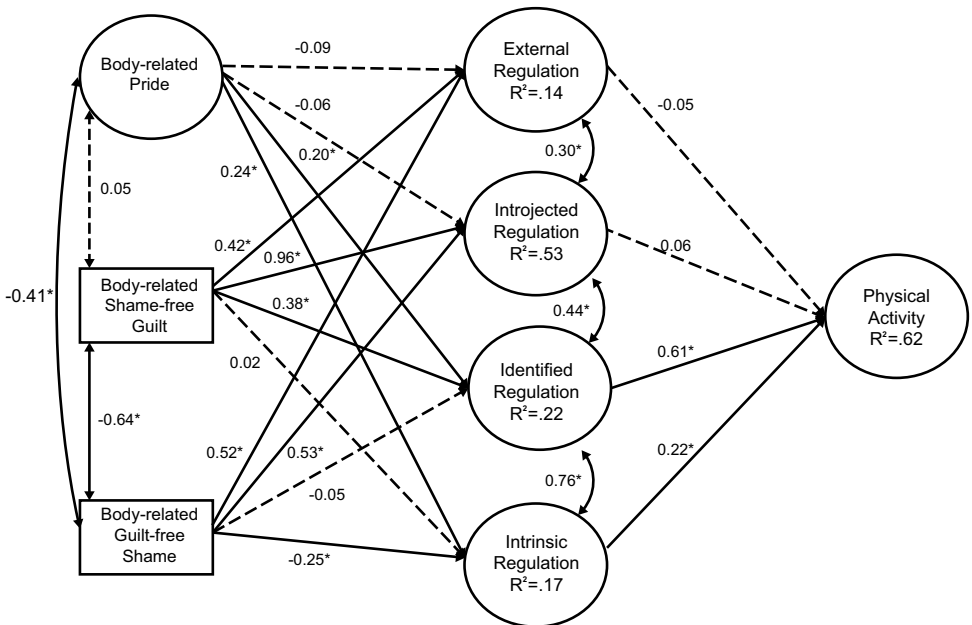 Body-related
Pride
Body-related
Shame-free
Guilt
Body-related
Guilt-free
Shame
-0.41*
0.05
-0.64*
-0.09
-0.06
0.20*
0.24*
0.42*
0.96*
0.38*
0.02
0.52*
0.53*
-0.05
-0.25*
External
Regulation
R²=.14
0.30*
Introjected
Regulation
R²=.53
0.44*
Identified
Regulation
R²=.22
0.76*
Intrinsic
Regulation
R²=.17
-0.05
0.06
0.61*
0.22*
Physical
Activity
R²=.62